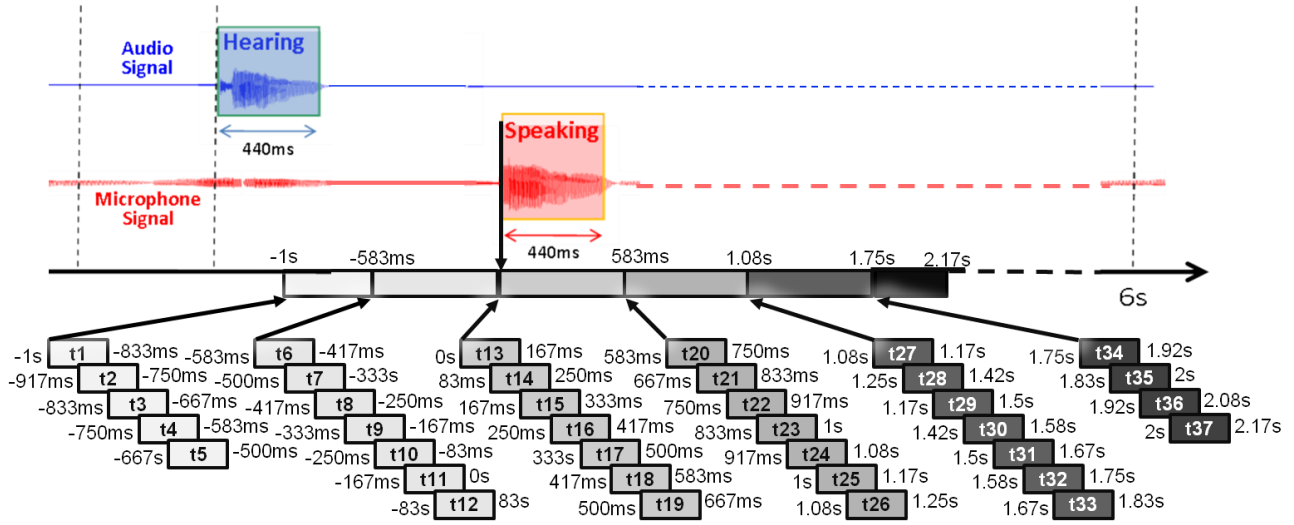 Hearing
Audio
Signal
440ms
Speaking
Microphone
Signal
440ms
-1s -583ms 583ms 1.08s 1.75s 2.17s
6s
-1s t1 -833ms -583ms t6 -417ms 0s t13 167ms 583ms t20 750ms 1.08s t27 1.17s 1.75s t34 1.92s
-917ms t2 -750ms -500ms t7 -333s 83ms t14 250ms 667ms t21 833ms 1.25s t28 1.42s 1.83s t35 2s
-833ms t3 -667ms -417ms t8 -250ms 167ms t15 333ms 750ms t22 917ms 1.17s t29 1.5s 1.92s t36 2.08s
-750ms t4 -583ms -333ms t9 -167ms 250ms t16 417ms 833ms t23 1s 1.42s t30 1.58s 2s t37 2.17s
-667s t5 -500ms -250ms t10 -83ms 333s t17 500ms 917ms t24 1.08s 1.5s t31 1.67s
-167ms t11 0s 417ms t18 583ms 1s t25 1.17s 1.58s t32 1.75s
-83s t12 83s 500ms t19 667ms 1.08s t26 1.25s 1.67s t33 1.83s